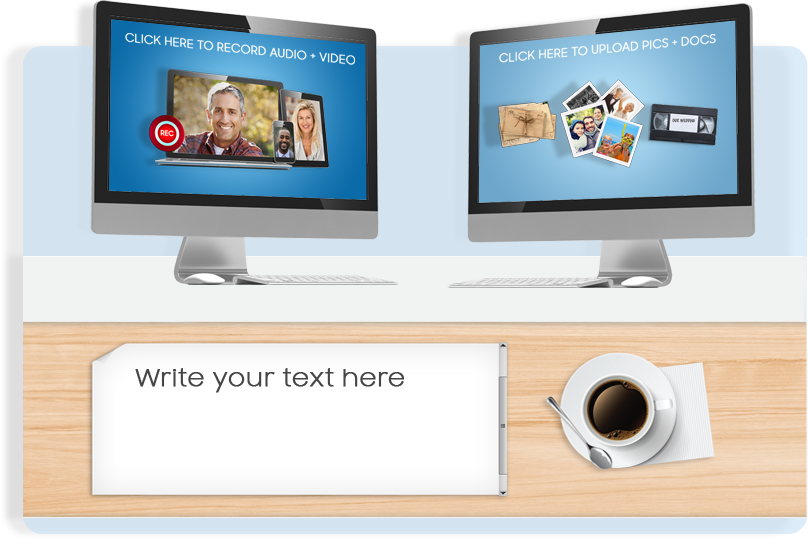 CLICK HERE TO RECORD AUDIO + VIDEO
CLICK HERE TO UPLOAD PICS + DOCS
REC
OUR WEDDING
Write your text here